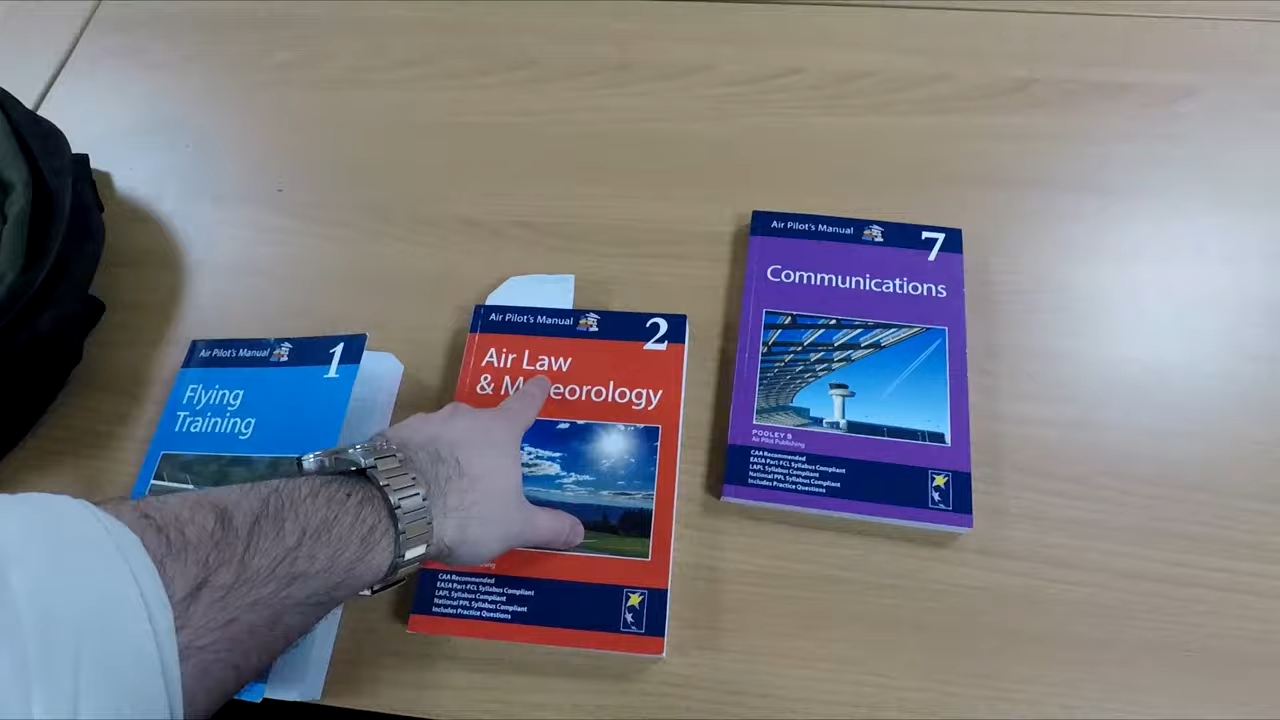 Air Pilot's Manual
1
Flying
Training
Air Pilot's Manual
2
Air Law
& Meteorology
CAA Recommended
EASA Part-FCL Syllabus Compliant
LAPL Syllabus Compliant
National PPL Syllabus Compliant
Includes Practice Questions
Air Pilot's Manual
7
Communications
POOLEY'S
Air Pilot Publishing
CAA Recommended
EASA Part-FCL Syllabus Compliant
LAPL Syllabus Compliant
National PPL Syllabus Compliant
Includes Practice Questions